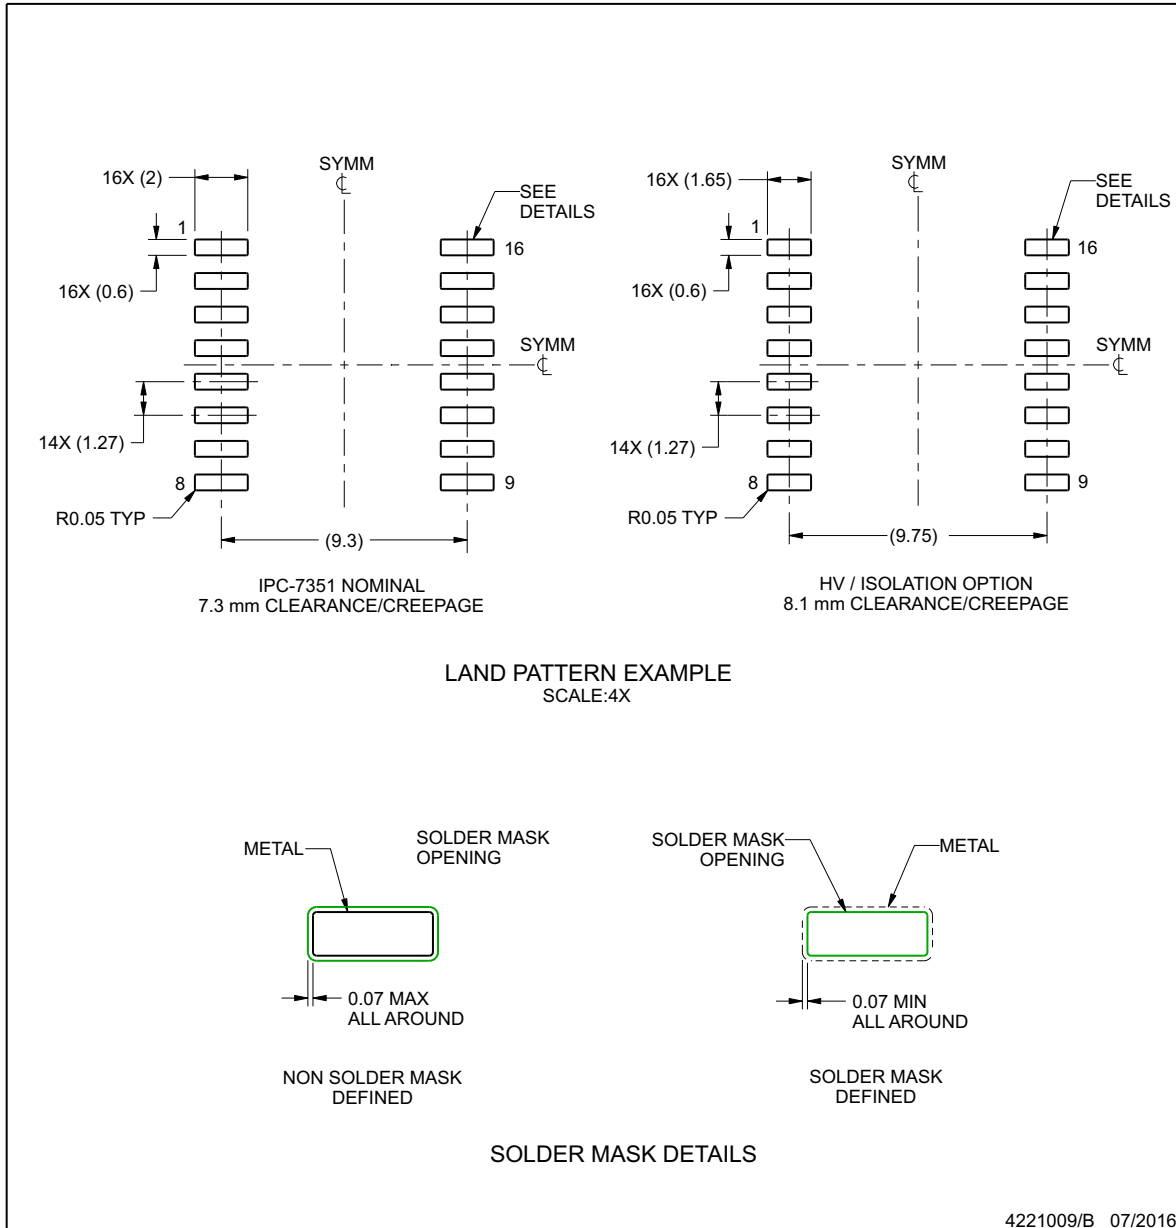 16X (2)
SYMM
SEE
DETAILS
1
16
16X (0.6)
SYMM
14X (1.27)
8
9
R0.05 TYP
(9.3)
IPC-7351 NOMINAL
7.3 mm CLEARANCE/CREEPAGE
16X (1.65)
SYMM
SEE
DETAILS
1
16
16X (0.6)
SYMM
14X (1.27)
8
9
R0.05 TYP
(9.75)
HV / ISOLATION OPTION
8.1 mm CLEARANCE/CREEPAGE
LAND PATTERN EXAMPLE
SCALE:4X
METAL
SOLDER MASK
OPENING
0.07 MAX
ALL AROUND
NON SOLDER MASK
DEFINED
SOLDER MASK
OPENING
METAL
0.07 MIN
ALL AROUND
SOLDER MASK
DEFINED
SOLDER MASK DETAILS
4221009/B 07/2016